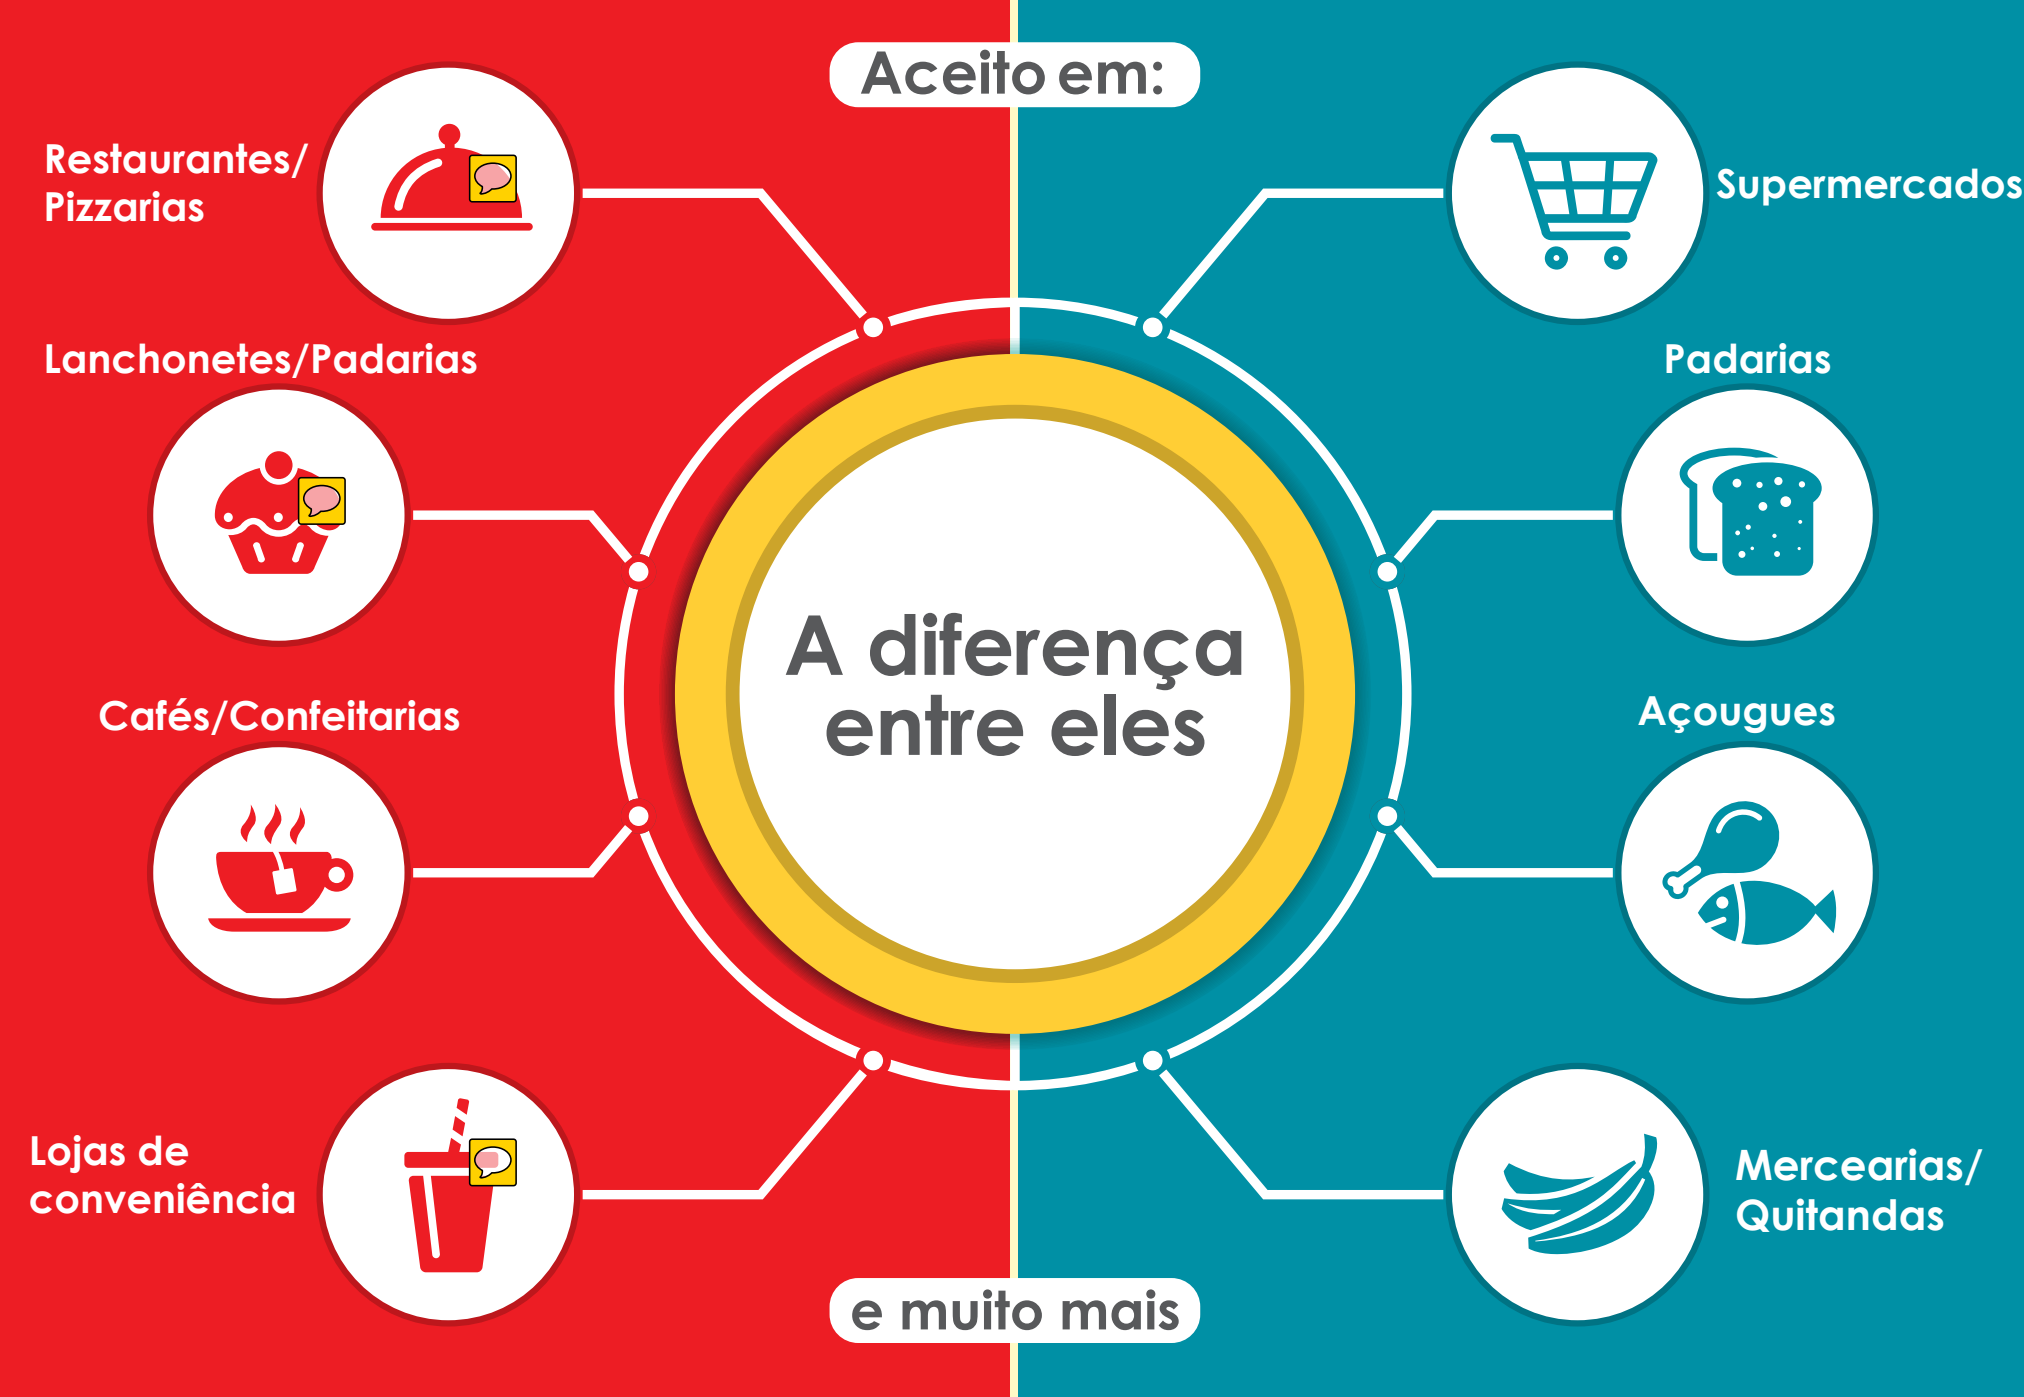 Aceito em:
Restaurantes/
Pizzarias
Lanchonetes/Padarias
Cafés/Confeitarias
Lojas de
conveniência
A diferença
entre eles
Supermercados
Padarias
Açougues
Mercearias/
Quitandas
e muito mais